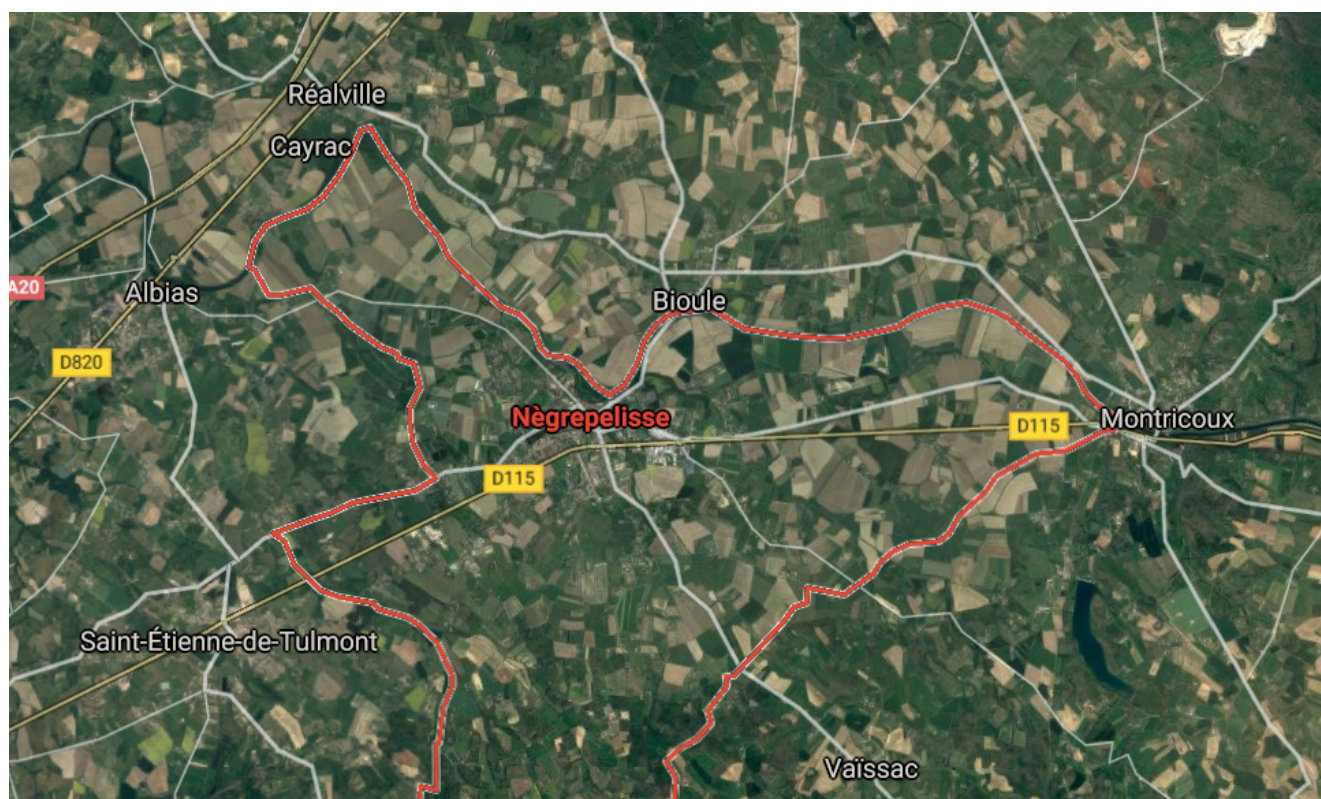 Réalville
Cayrac
A20
Albias
Bioule
D820
Nègrepelisse
D115
Montricoux
D115
Saint-Étienne-de-Tulmont
Vaïssac